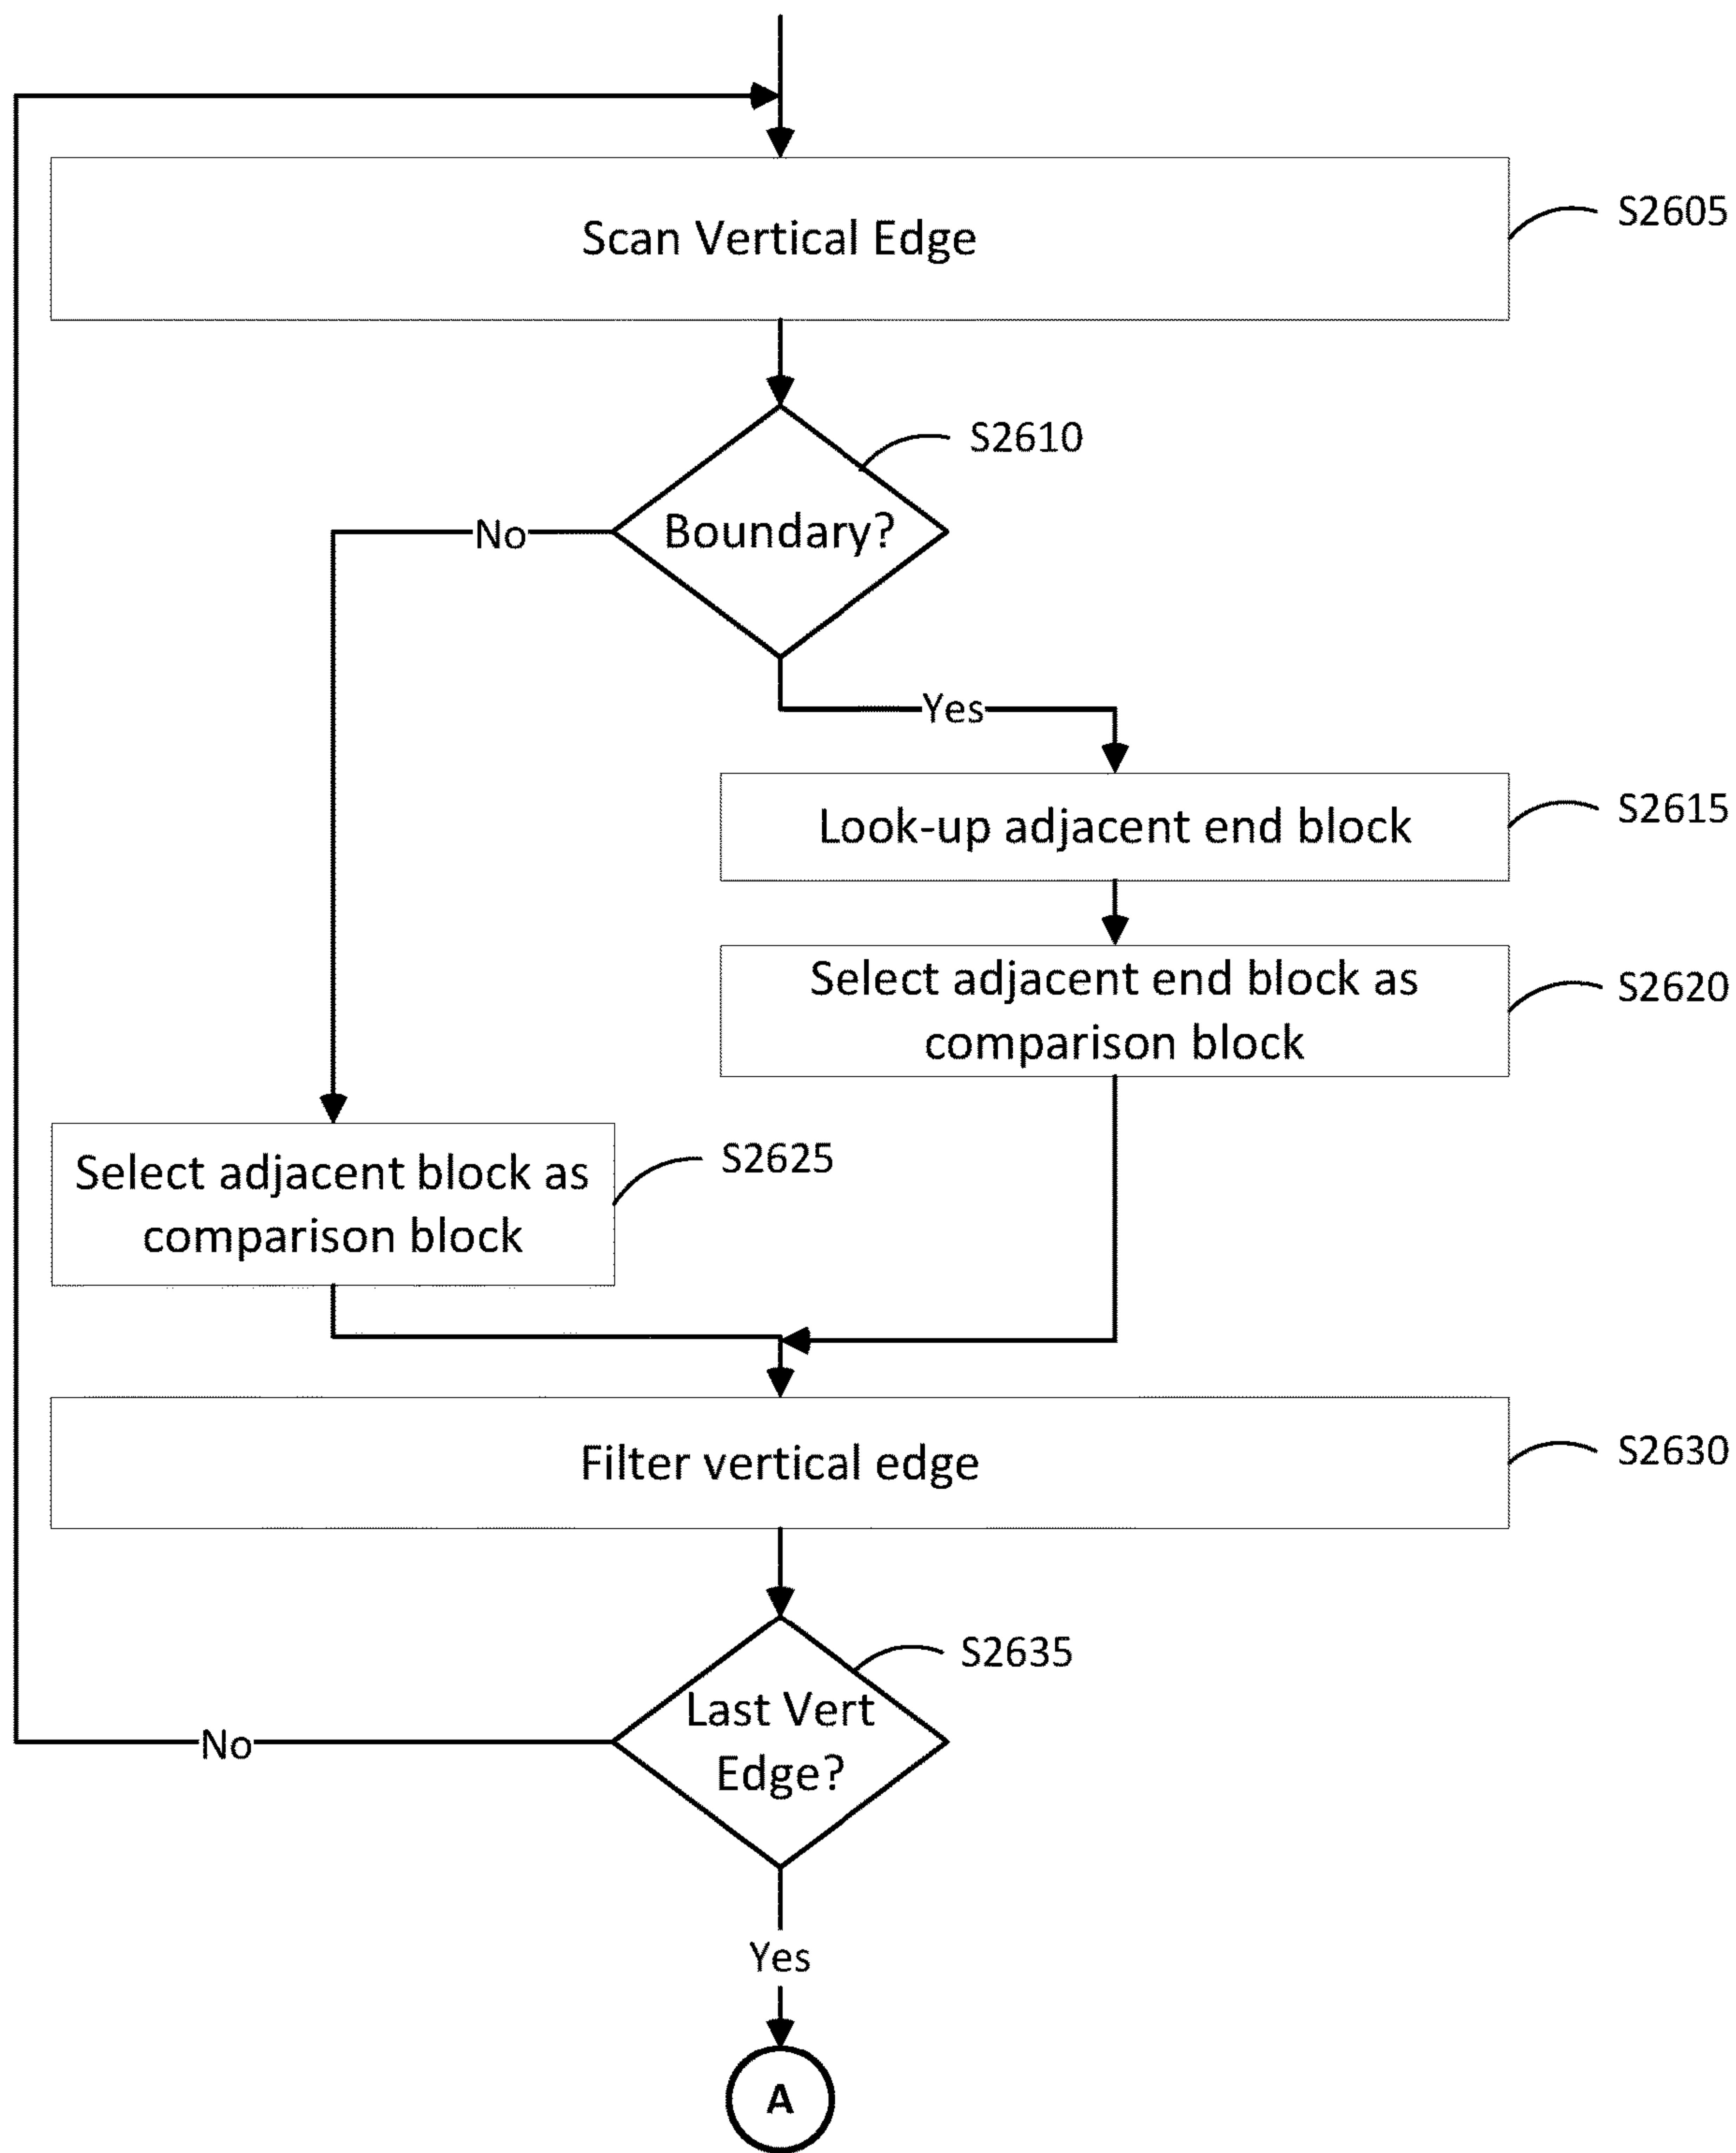 Scan Vertical Edge
S2605
S2610
Boundary?
No
Yes
Look-up adjacent end block
S2615
Select adjacent end block as
comparison block
S2620
Select adjacent block as
comparison block
S2625
Filter vertical edge
S2630
S2635
Last Vert
Edge?
No
Yes
A